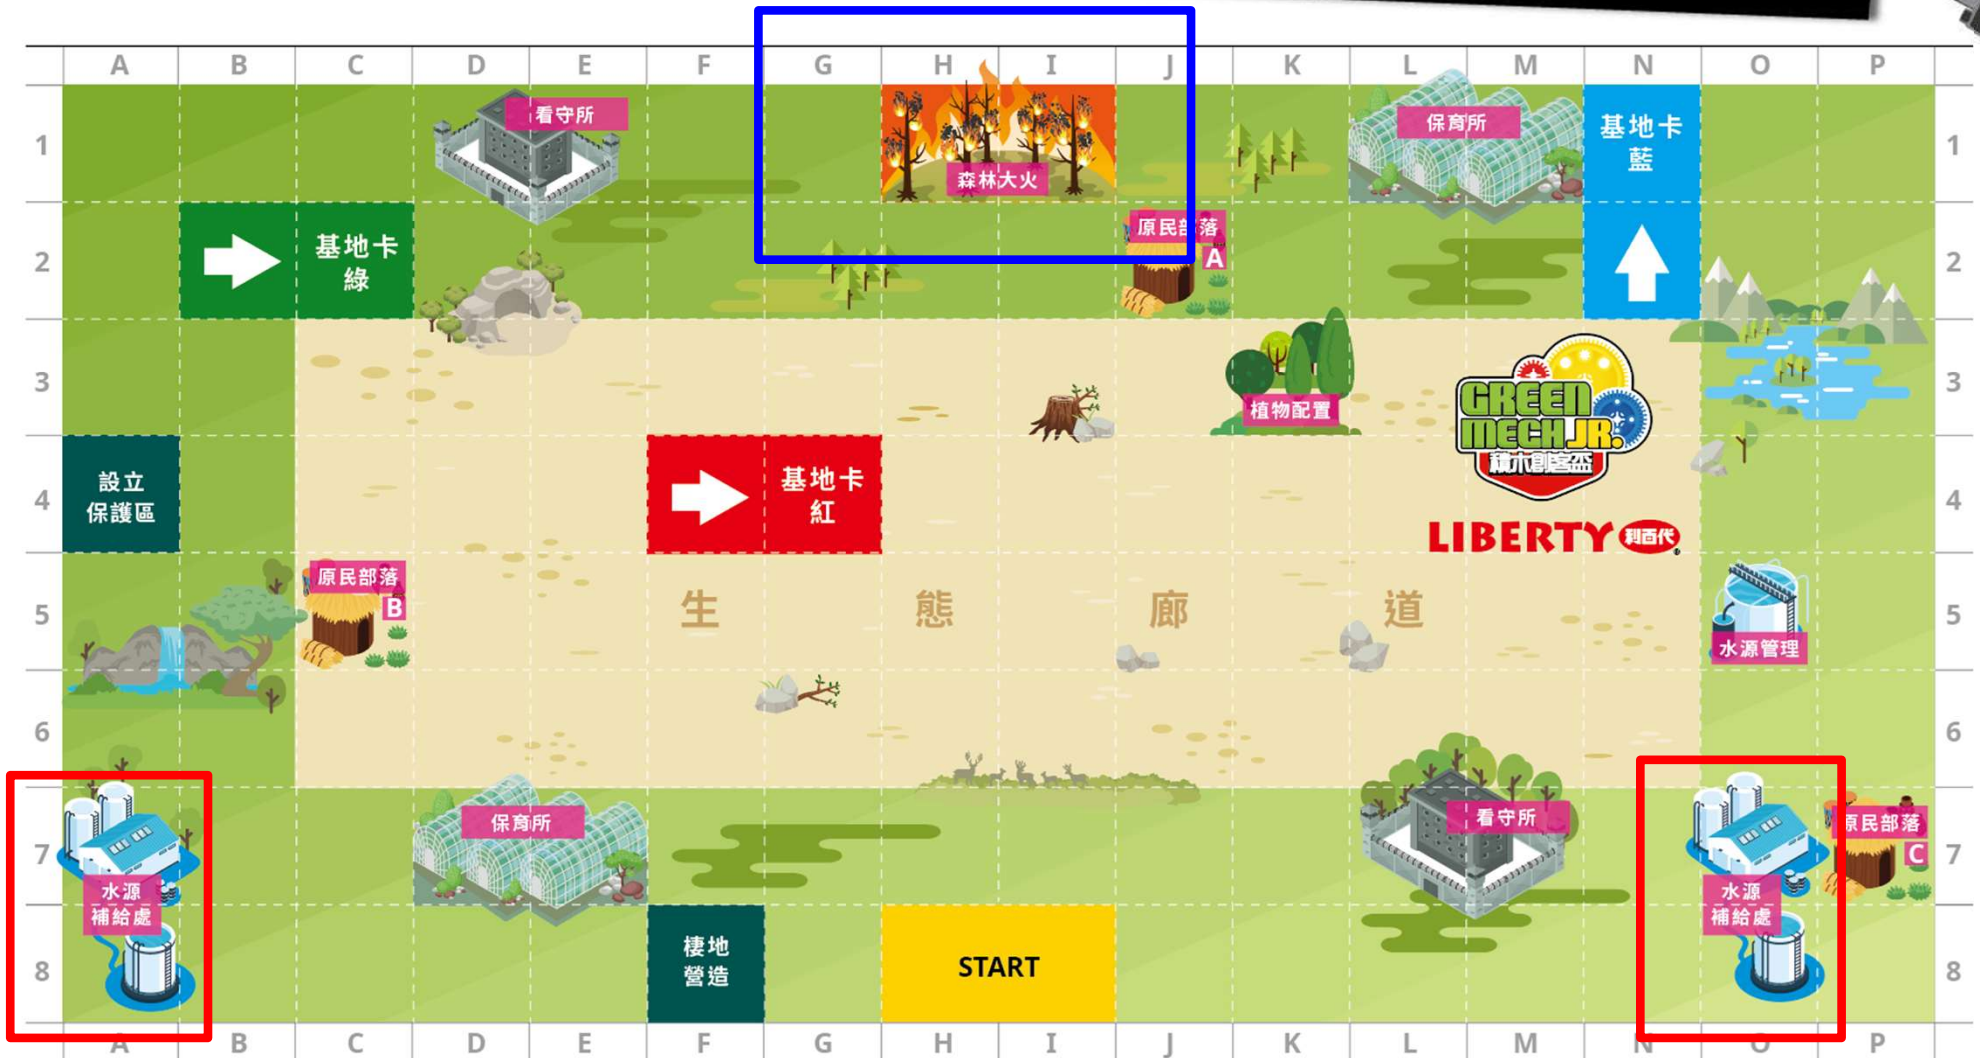 A B C D E F G H I J K L M N O P
1 看守所 森林大火 保育所 基地卡 1
藍
2 基地卡 原民部落 2
綠 A
3 植物配置 GREEN 3
MECH JR.
積木創客盃
4 設立 基地卡 4
保護區 紅
LIBERTY 利百代
原民部落
5 B 生 態 廊 道 5
水源管理
6 6
保育所 看守所 原民部落
7 C 7
水源 水源
補給處 補給處
8 棲地 START 8
營造
A B C D E F G H I J K L M N O P